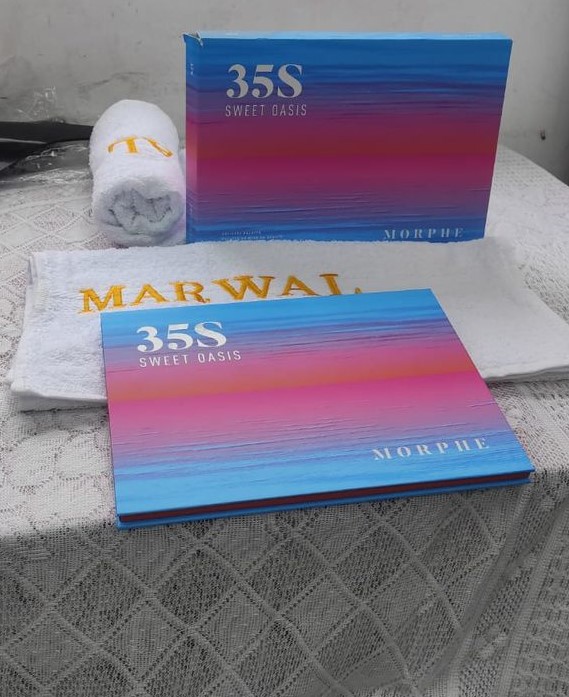 35S
SWEET OASIS
MORPHE
MARWAL
35S
SWEET OASIS
MORPHE